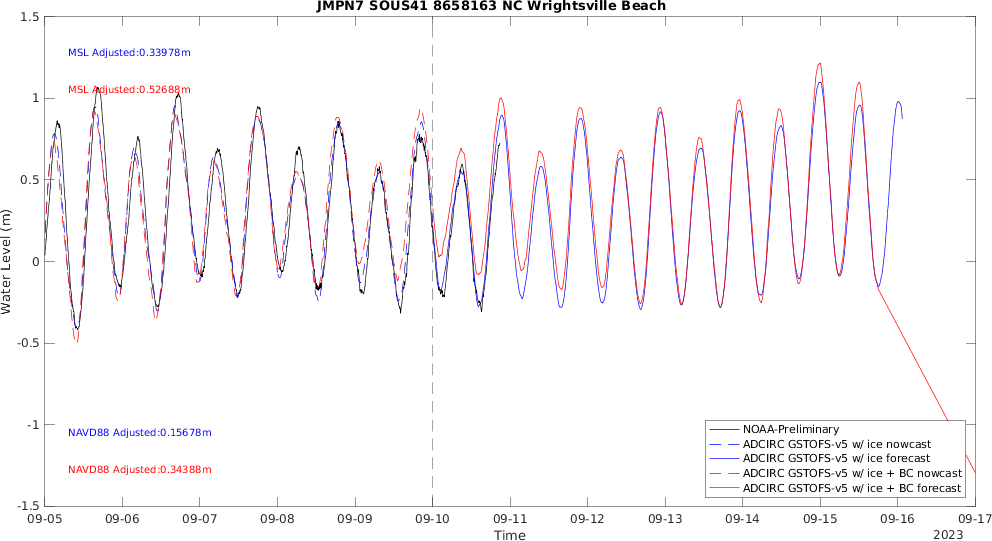 JMPN7 SOUS41 8658163 NC Wrightsville Beach
MSL Adjusted:0.33978m
MSL Adjusted:0.52688m
NAVD88 Adjusted:0.15678m
NAVD88 Adjusted:0.34388m
Water Level (m)
1.5
1
0.5
0
-0.5
-1
-1.5
NOAA-Preliminary
ADCIRC GSTOFS-v5 w/ ice nowcast
ADCIRC GSTOFS-v5 w/ ice forecast
ADCIRC GSTOFS-v5 w/ ice + BC nowcast
ADCIRC GSTOFS-v5 w/ ice + BC forecast
09-05 09-06 09-07 09-08 09-09 09-10 09-11 09-12 09-13 09-14 09-15 09-16 09-17
Time
2023